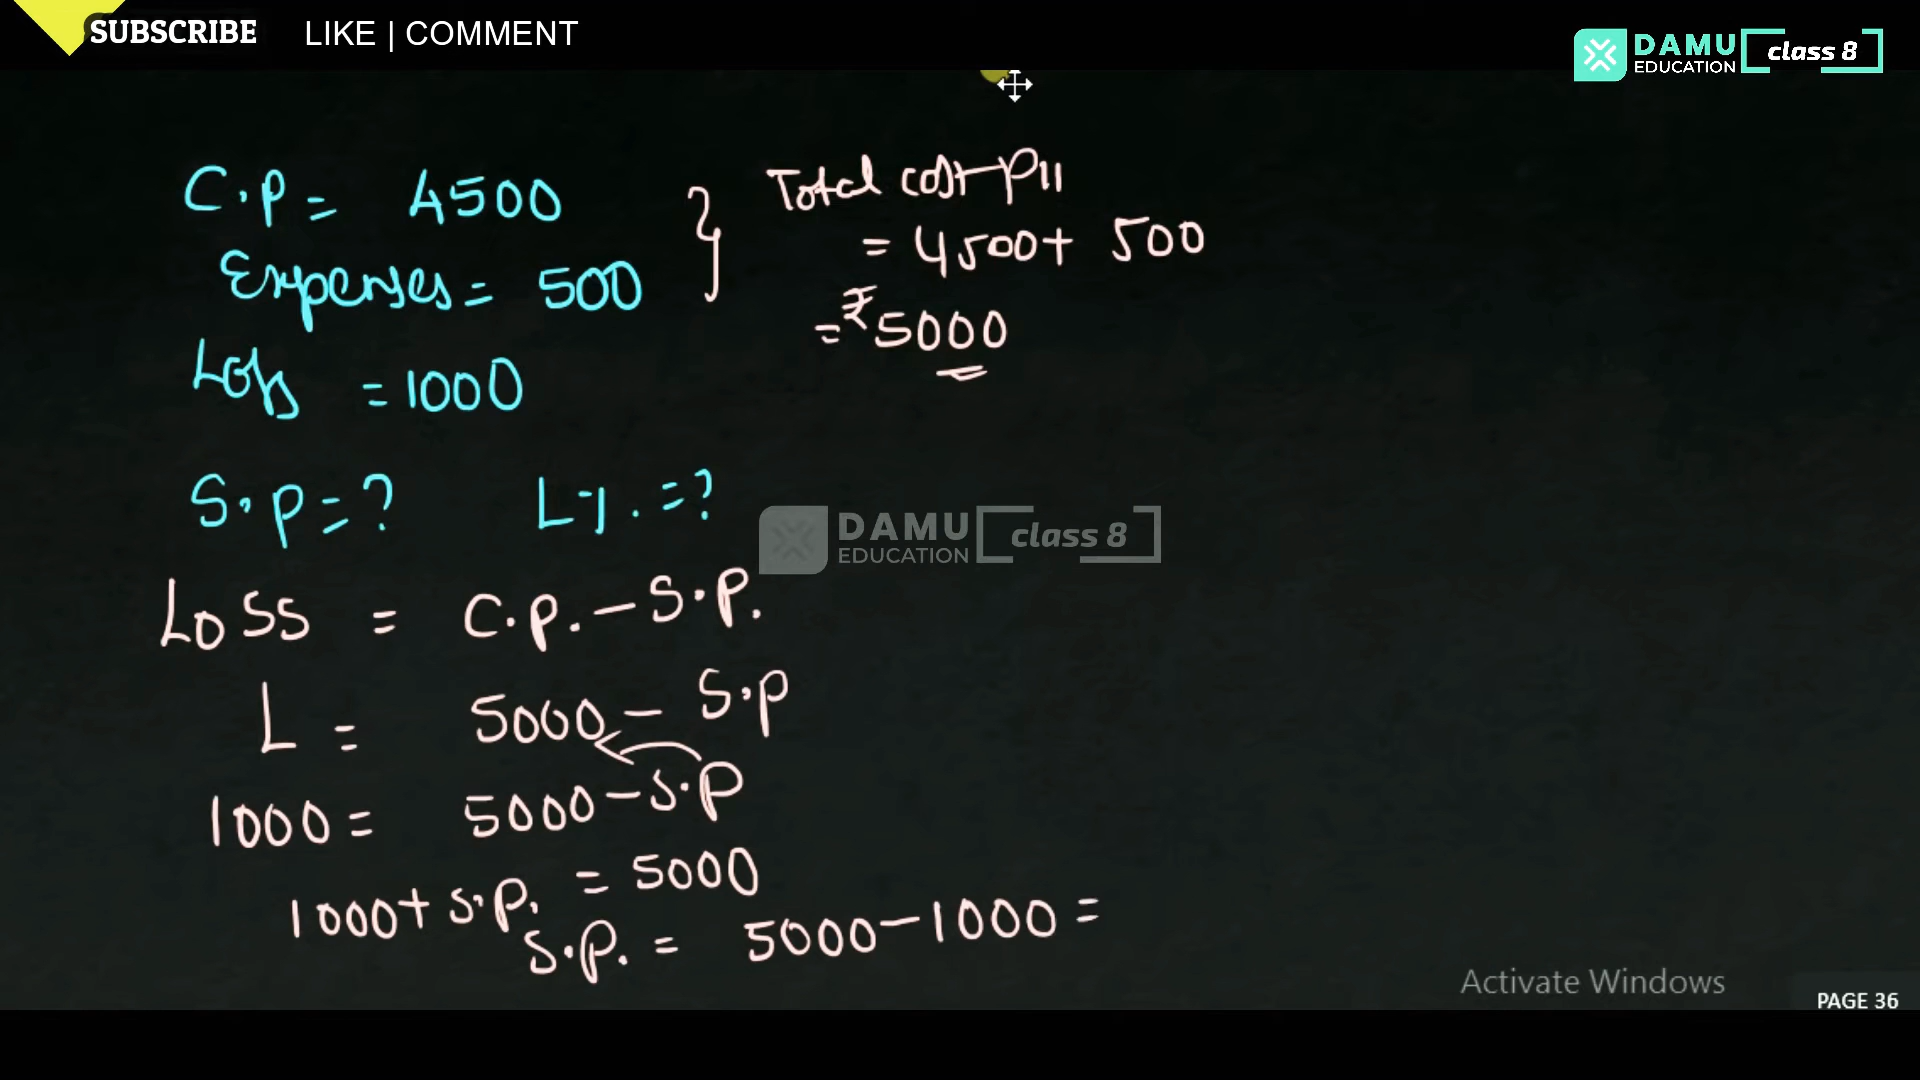 SUBSCRIBE LIKE | COMMENT
DAMU EDUCATION class 8
C.P = 4500
Expenses = 500
Loss = 1000
Total cost
= 4500 + 500
= ₹5000
S.P = ? L%. = ?
DAMU EDUCATION class 8
Loss = C.P. - S.P.
L = 5000 - S.P
1000 = 5000 - S.P
1000 + S.P. = 5000
S.P. = 5000 - 1000 =
Activate Windows
PAGE 36